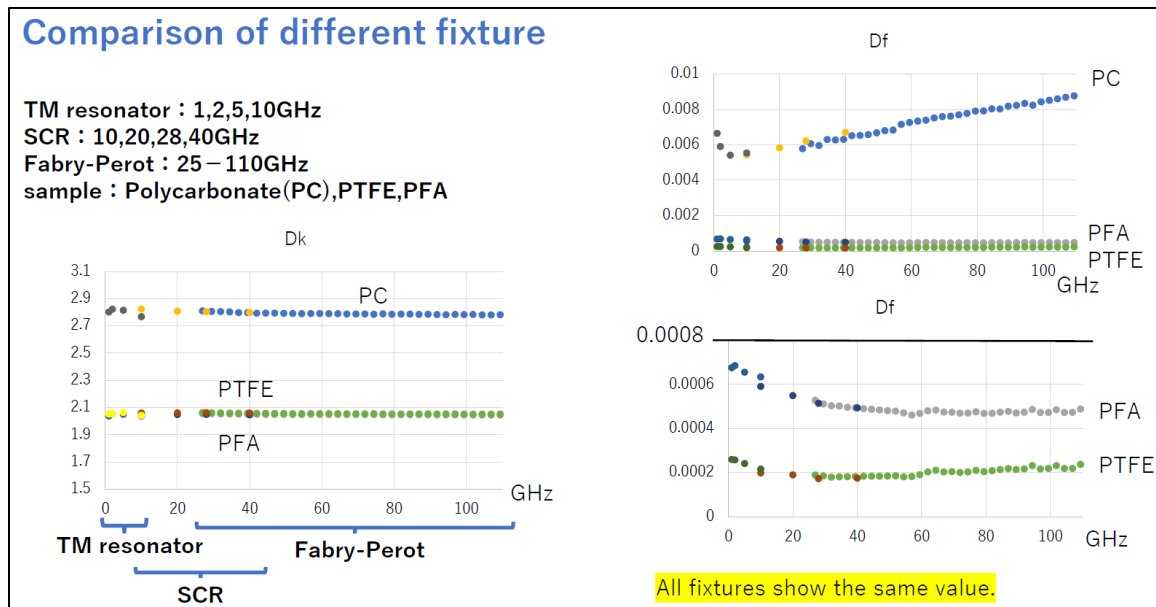 Comparison of different fixture
TM resonator：1,2,5,10GHz
SCR：10,20,28,40GHz
Fabry-Perot：25－110GHz
sample：Polycarbonate(PC),PTFE,PFA
Dk
3.1
2.9
2.7
2.5
2.3
2.1
1.9
1.7
1.5
PC
PTFE
PFA
0 20 40 60 80 100
GHz
TM resonator
Fabry-Perot
SCR
Df
0.01
0.008
0.006
0.004
0.002
0
PC
PFA
PTFE
0 20 40 60 80 100
GHz
Df
0.0008
0.0006
0.0004
0.0002
0
PFA
PTFE
0 20 40 60 80 100
GHz
All fixtures show the same value.